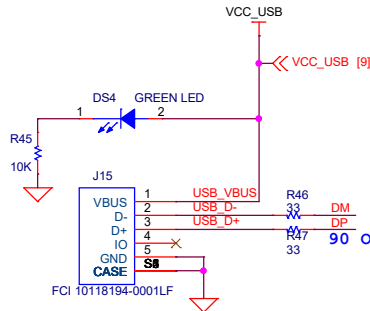 VCC_USB
VCC_USB [9]
DS4 GREEN LED
1 2
R45
10K
J15
VBUS 1 USB_VBUS
D- 2 USB_D-
D+ 3 USB_D+
IO 4
GND 5
CASE
R46
33 DM
DP
R47
33
90 O
FCI 10118194-0001LF